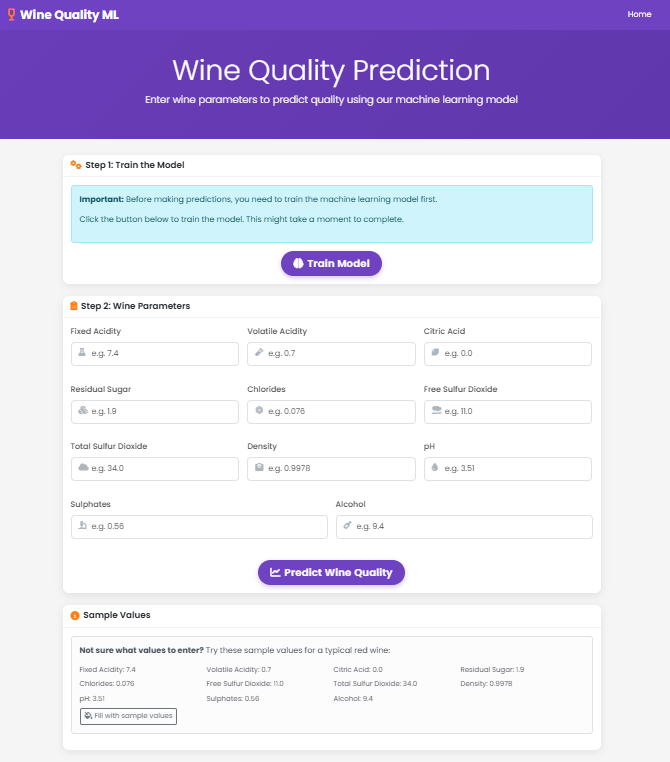 Wine Quality ML
Home
Wine Quality Prediction
Enter wine parameters to predict quality using our machine learning model
Step 1: Train the Model
Important: Before making predictions, you need to train the machine learning model first.
Click the button below to train the model. This might take a moment to complete.
Train Model
Step 2: Wine Parameters
Fixed Acidity
Volatile Acidity
Citric Acid
e.g. 7.4
e.g. 0.7
e.g. 0.0
Residual Sugar
Chlorides
Free Sulfur Dioxide
e.g. 1.9
e.g. 0.076
e.g. 11.0
Total Sulfur Dioxide
Density
pH
e.g. 34.0
e.g. 0.9978
e.g. 3.51
Sulphates
Alcohol
e.g. 0.56
e.g. 9.4
Predict Wine Quality
Sample Values
Not sure what values to enter? Try these sample values for a typical red wine:
Fixed Acidity: 7.4
Volatile Acidity: 0.7
Citric Acid: 0.0
Residual Sugar: 1.9
Chlorides: 0.076
Free Sulfur Dioxide: 11.0
Total Sulfur Dioxide: 34.0
Density: 0.9978
pH: 3.51
Sulphates: 0.56
Alcohol: 9.4
Fill with sample values